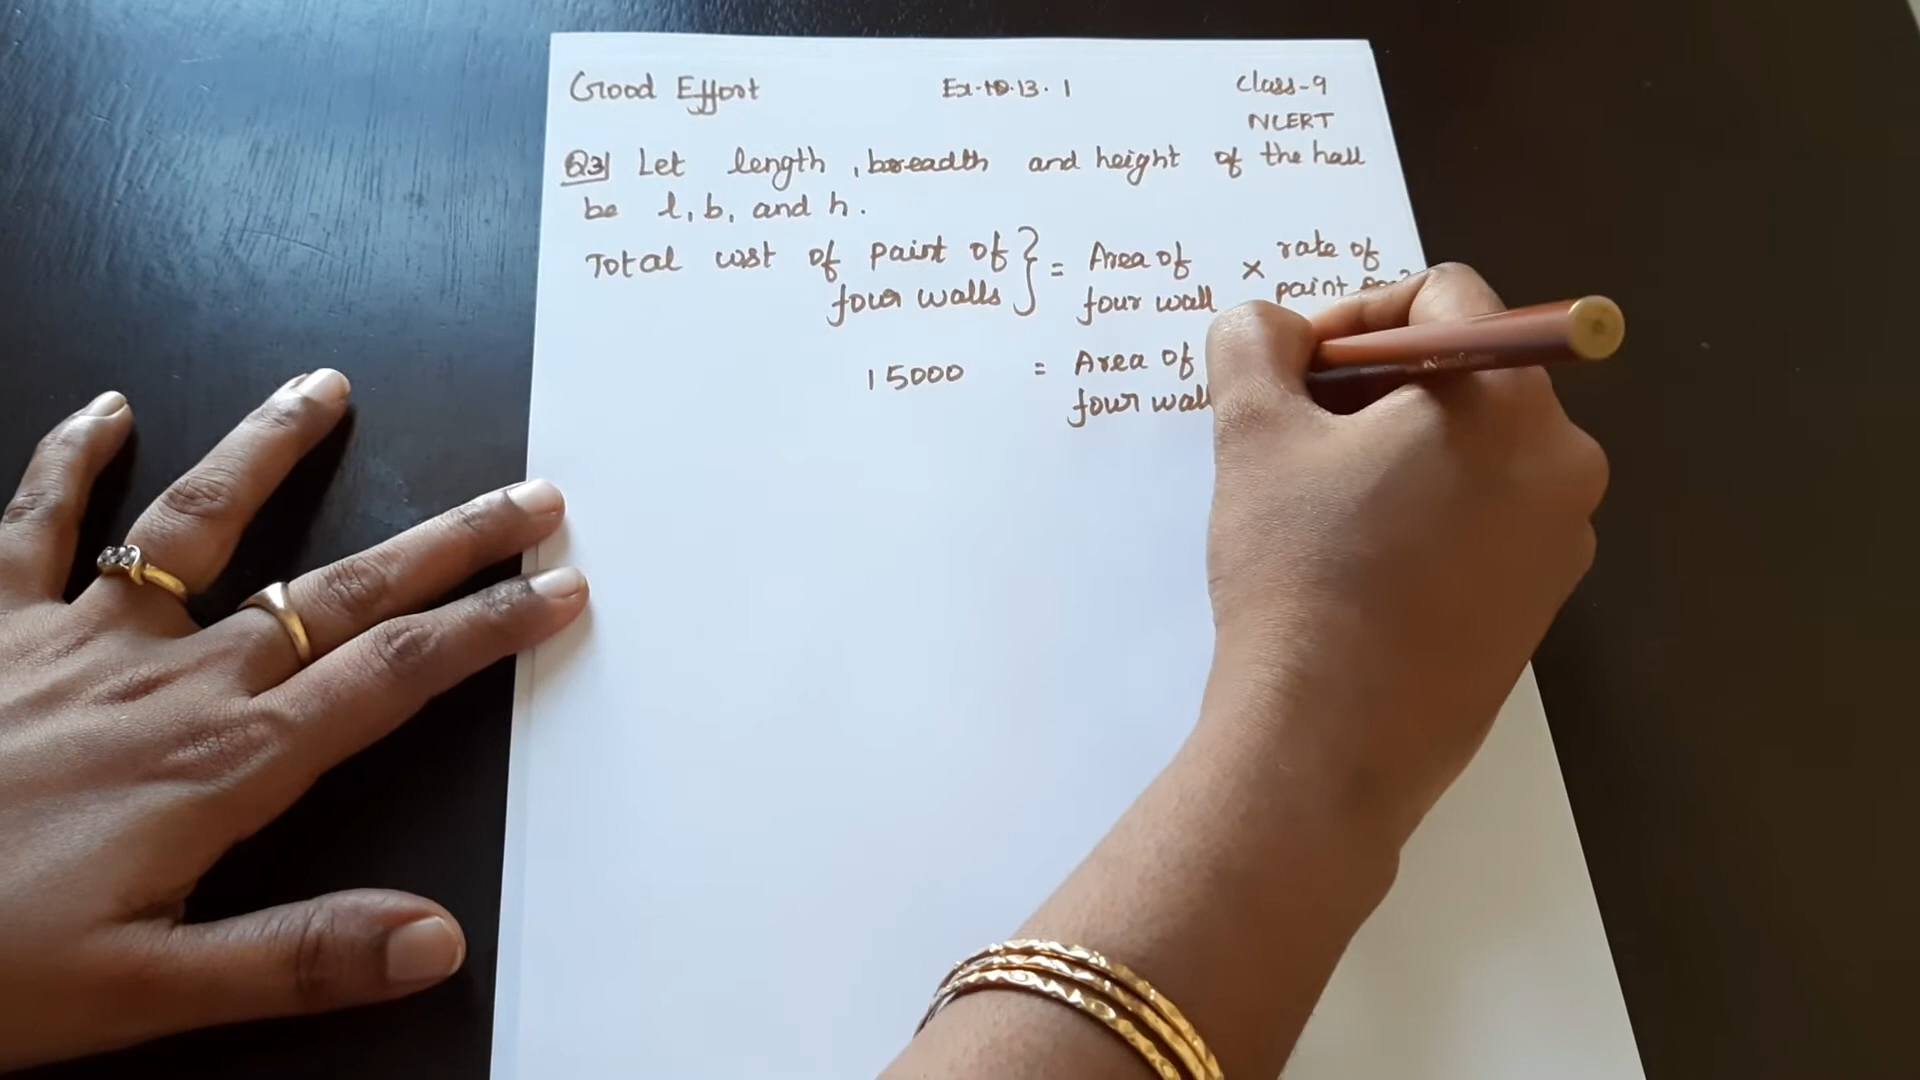 Good Effort Ex-10.13.1 Class-9
NCERT
Q3 Let length, breadth and height of the hall
be l, b, and h.
Total cost of paint of } = Area of × rate of
four walls four wall paint
15000 = Area of
four wall